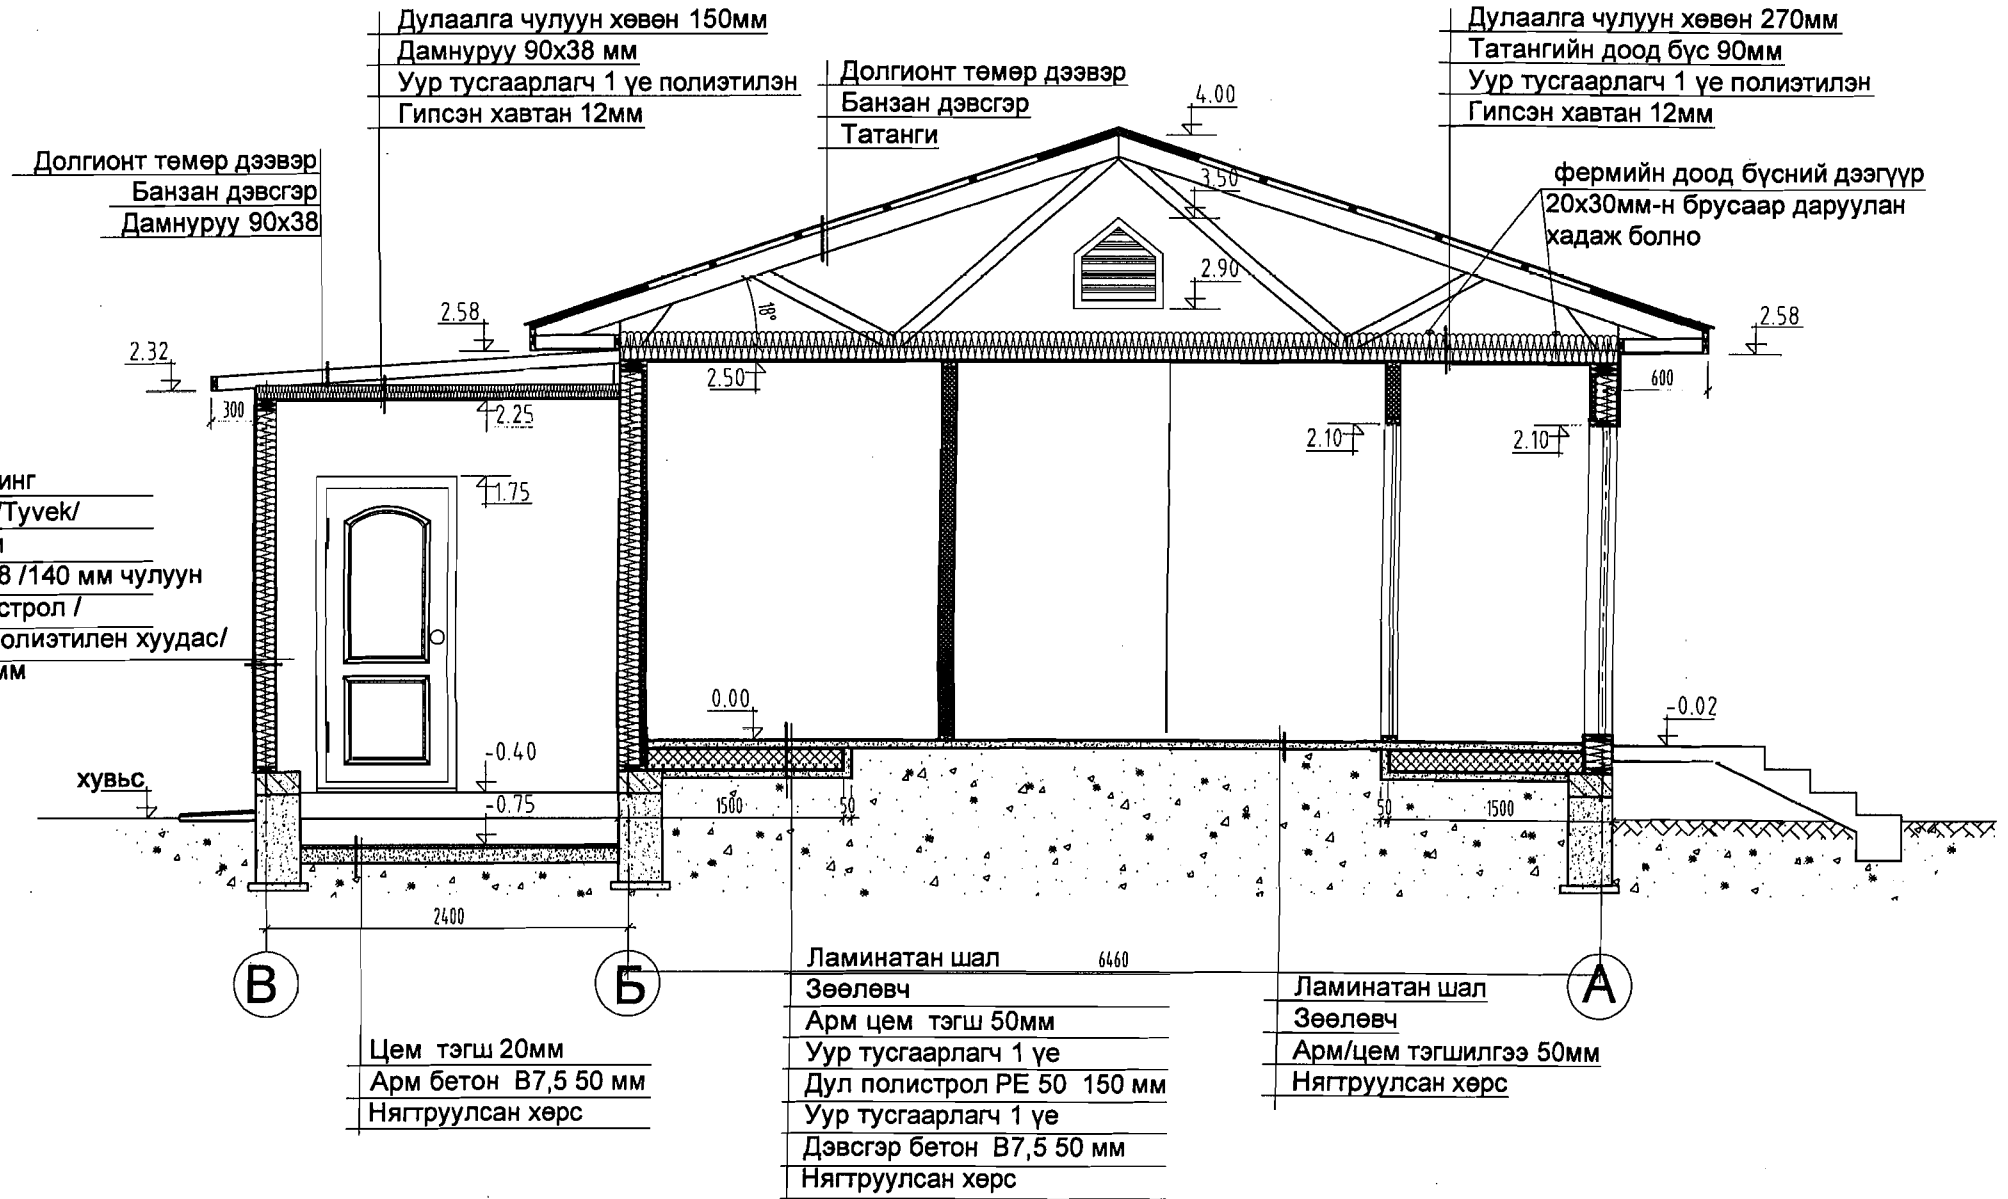 Дулаалга чулуун хөвөн 150мм
Дамнуруу 90x38 мм
Уур тусгаарлагч 1 үе полиэтилэн
Гипсэн хавтан 12мм
Долгионт төмөр дээвэр
Банзан дэвсгэр
Татанги
Дулаалга чулуун хөвөн 270мм
Татангийн доод бүс 90мм
Уур тусгаарлагч 1 үе полиэтилэн
Гипсэн хавтан 12мм
Долгионт төмөр дээвэр
Банзан дэвсгэр
Дамнуруу 90x38
фермийн доод бүсний дээгүүр
20x30мм-н брусаар даруулан
хадаж болно
4.00
3.50
2.90
18°
2.58
2.58
2.32
2.50
2.25
300
600
2.10
2.10
1.75
инг
/Tyvek/
8 /140 мм чулуун
строл /
олиэтилен хуудас/
мм
0.00
-0.02
-0.40
-0.75
хувьс
1500
50
50
1500
2400
6460
В
Б
А
Цем тэгш 20мм
Арм бетон В7,5 50 мм
Нягтруулсан хөрс
Ламинатан шал
Зөөлөвч
Арм цем тэгш 50мм
Уур тусгаарлагч 1 үе
Дул полистрол РЕ 50 150 мм
Уур тусгаарлагч 1 үе
Дэвсгэр бетон В7,5 50 мм
Нягтруулсан хөрс
Ламинатан шал
Зөөлөвч
Арм/цем тэгшилгээ 50мм
Нягтруулсан хөрс